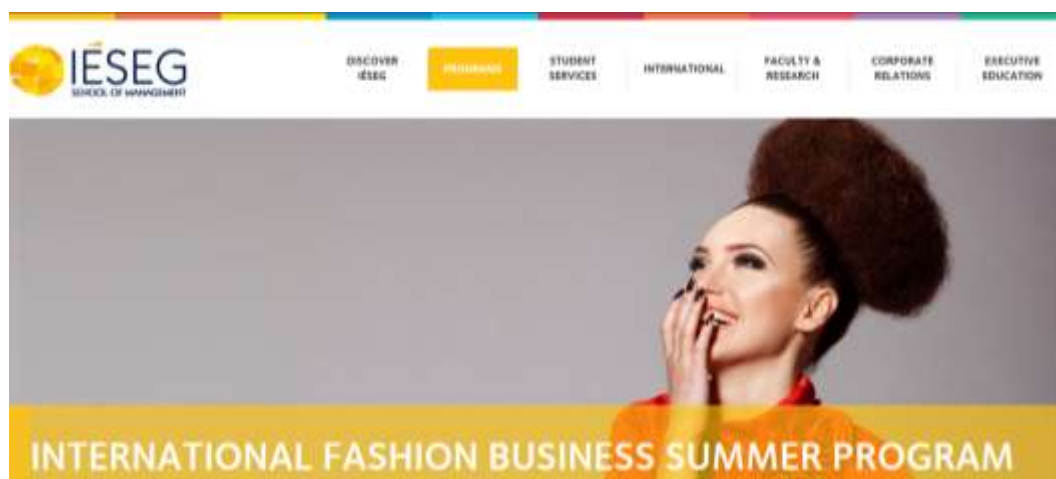 IÉSEG
SCHOOL OF MANAGEMENT
DISCOVER
IÉSEG
PROGRAMS
STUDENT
SERVICES
INTERNATIONAL
FACULTY &
RESEARCH
CORPORATE
RELATIONS
EXECUTIVE
EDUCATION
INTERNATIONAL FASHION BUSINESS SUMMER PROGRAM